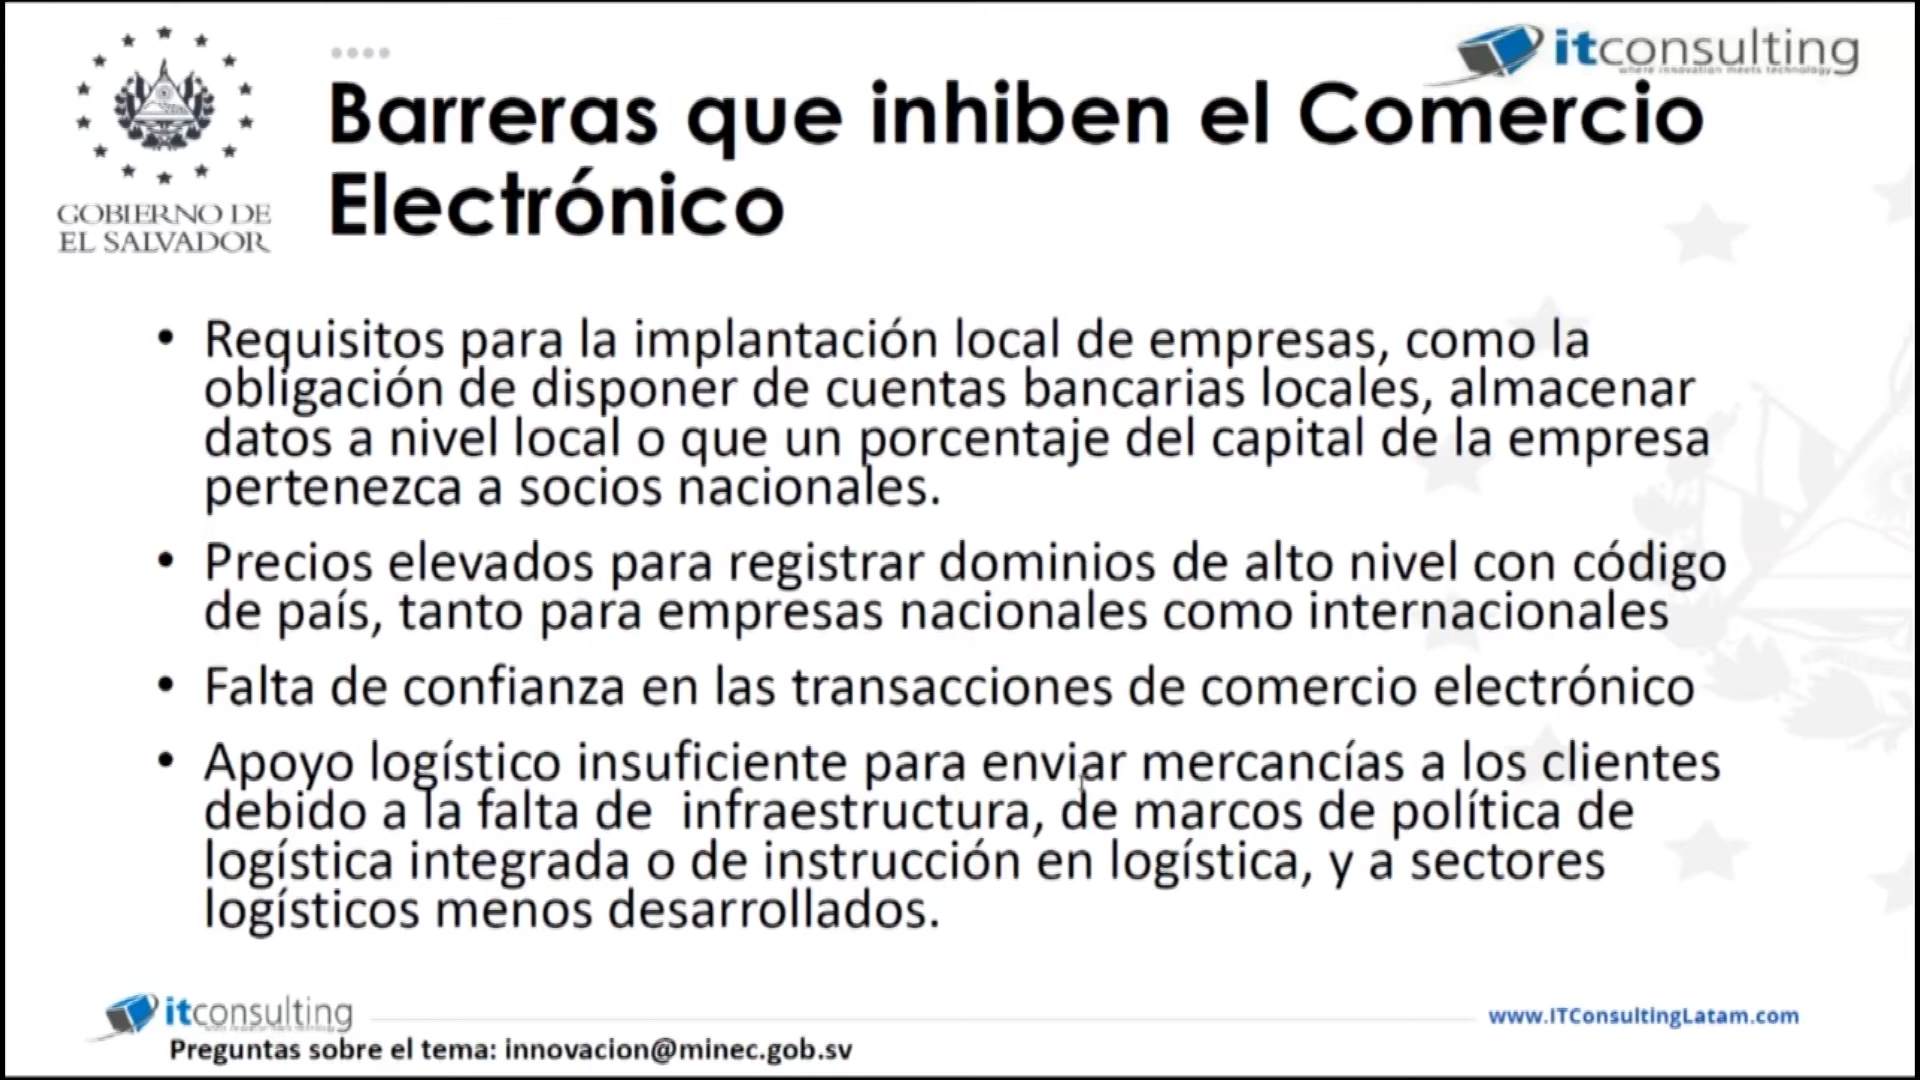 GOBIERNO DE
EL SALVADOR
itconsulting
where innovation meets technology
Barreras que inhiben el Comercio
Electrónico
• Requisitos para la implantación local de empresas, como la
obligación de disponer de cuentas bancarias locales, almacenar
datos a nivel local o que un porcentaje del capital de la empresa
pertenezca a socios nacionales.
• Precios elevados para registrar dominios de alto nivel con código
de país, tanto para empresas nacionales como internacionales
• Falta de confianza en las transacciones de comercio electrónico
• Apoyo logístico insuficiente para enviar mercancías a los clientes
debido a la falta de  infraestructura, de marcos de política de
logística integrada o de instrucción en logística, y a sectores
logísticos menos desarrollados.
itconsulting
www.ITConsultingLatam.com
Preguntas sobre el tema: innovacion@minec.gob.sv